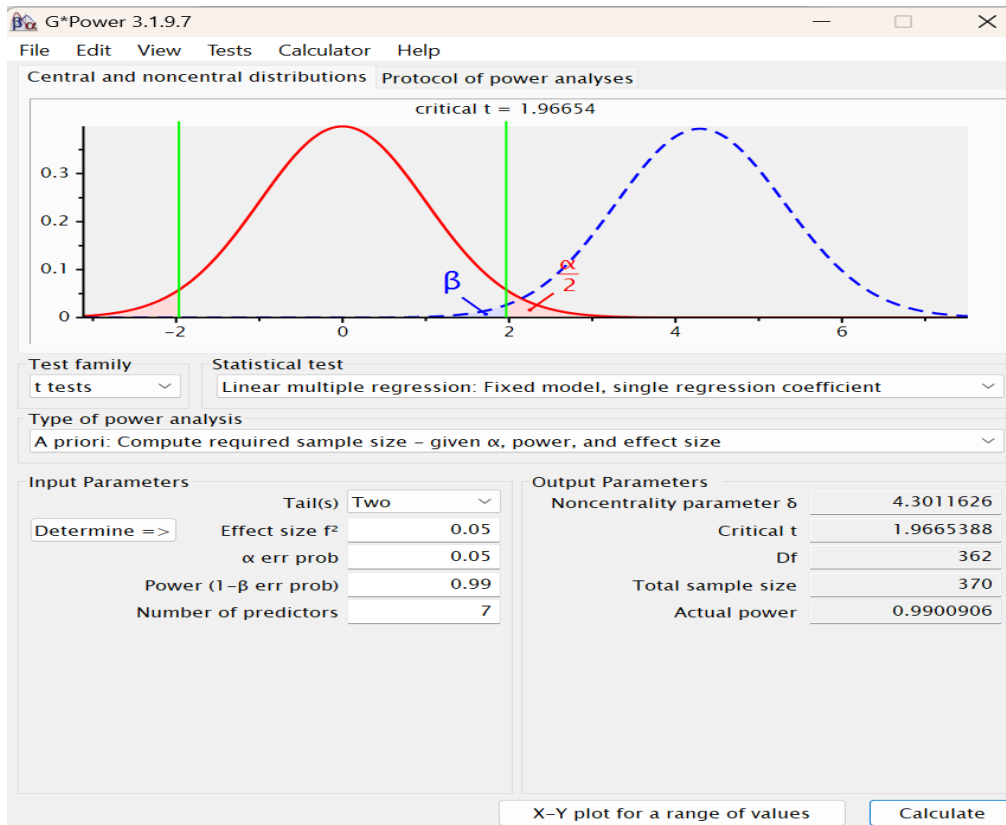 G*Power 3.1.9.7
File Edit View Tests Calculator Help
Central and noncentral distributions Protocol of power analyses
critical t = 1.96654
0.3
0.2
0.1
0
β
α
2
-2 0 2 4 6
Test family
t tests
Statistical test
Linear multiple regression: Fixed model, single regression coefficient
Type of power analysis
A priori: Compute required sample size - given α, power, and effect size
Input Parameters
Tail(s) Two
Determine => Effect size f² 0.05
α err prob 0.05
Power (1-β err prob) 0.99
Number of predictors 7
Output Parameters
Noncentrality parameter δ 4.3011626
Critical t 1.9665388
Df 362
Total sample size 370
Actual power 0.9900906
X-Y plot for a range of values Calculate